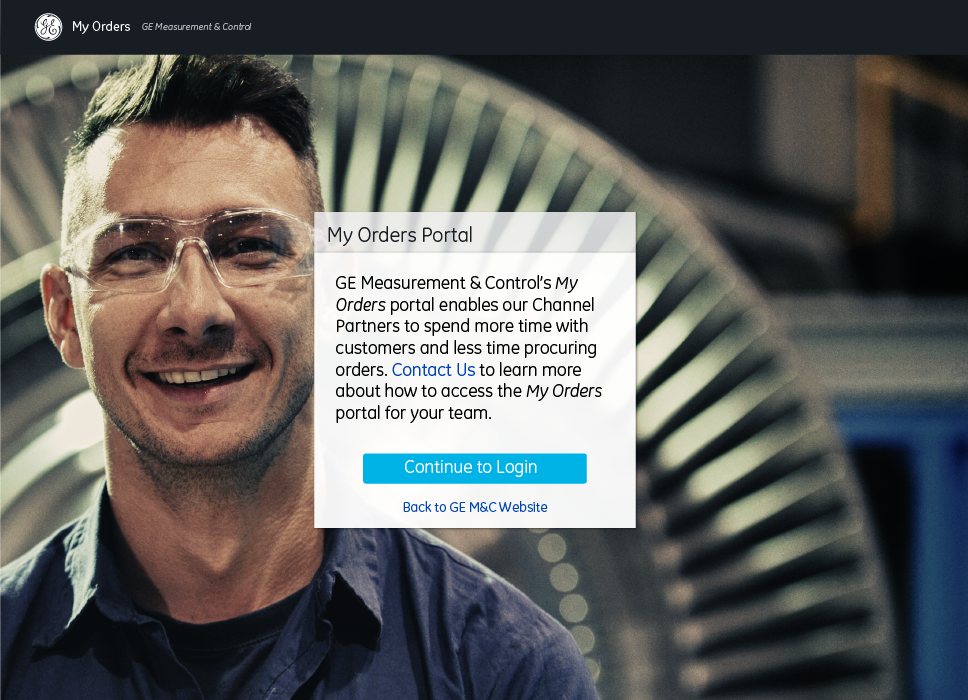 GE
My Orders GE Measurement & Control
My Orders Portal
GE Measurement & Control's My
Orders portal enables our Channel
Partners to spend more time with
customers and less time procuring
orders. Contact Us to learn more
about how to access the My Orders
portal for your team.
Continue to Login
Back to GE M&C Website